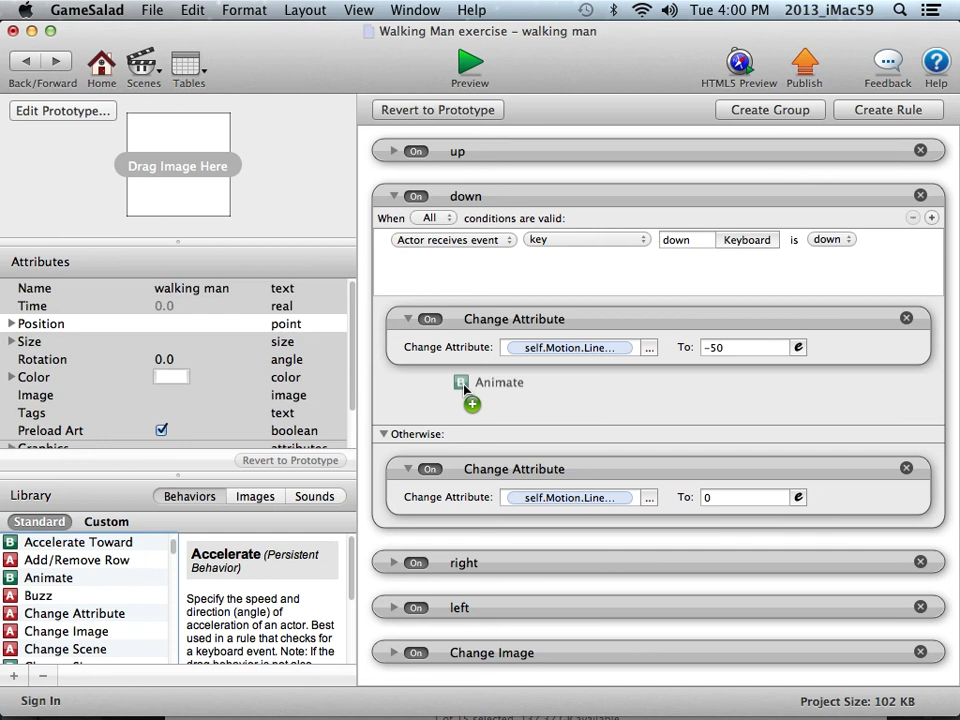 GameSalad File Edit Format Layout View Window Help Tue 4:00 PM 2013_iMac59
Walking Man exercise – walking man
Back/Forward Home Scenes Tables Preview HTML5 Preview Publish Feedback Help
Edit Prototype...
Drag Image Here
Revert to Prototype Create Group Create Rule
On up
On down
When All conditions are valid:
Actor receives event key down Keyboard is down
On Change Attribute
Change Attribute: self.Motion.Line... ... To: -50 e
B Animate
Otherwise:
On Change Attribute
Change Attribute: self.Motion.Line... ... To: 0 e
On right
On left
On Change Image
Attributes
Name walking man text
Time 0.0 real
Position point
Size size
Rotation 0.0 angle
Color color
Image image
Tags text
Preload Art boolean
Graphics attributes
Revert to Prototype
Library Behaviors Images Sounds
Standard Custom
B Accelerate Toward
A Add/Remove Row
B Animate
A Buzz
A Change Attribute
A Change Image
A Change Scene
Accelerate (Persistent
Behavior)
Specify the speed and
direction (angle) of
acceleration of an actor. Best
used in a rule that checks for
a keyboard event. Note: If the
Sign In Project Size: 102 KB